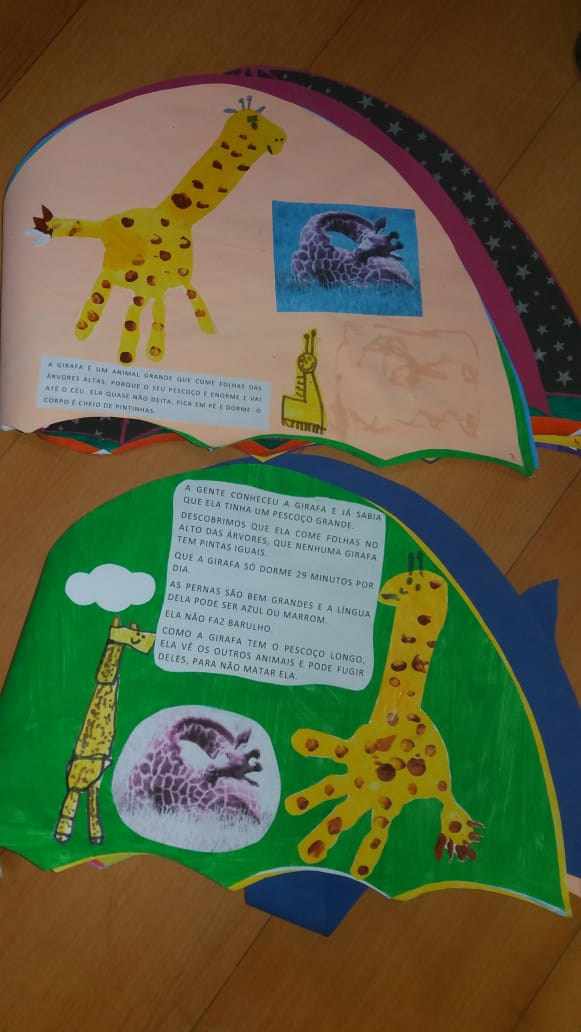 A GIRAFA É UM ANIMAL GRANDE QUE COME FOLHAS DAS
ÁRVORES ALTAS, PORQUE O SEU PESCOÇO É ENORME E VAI
ATÉ O CÉU. ELA QUASE NÃO DEITA, FICA EM PÉ E DORME. O
CORPO É CHEIO DE PINTINHAS.
A GENTE CONHECEU A GIRAFA E JÁ SABIA
QUE ELA TINHA UM PESCOÇO GRANDE.
DESCOBRIMOS QUE ELA COME FOLHAS NO
ALTO DAS ÁRVORES, QUE NENHUMA GIRAFA
TEM PINTAS IGUAIS.
QUE A GIRAFA SÓ DORME 29 MINUTOS POR
DIA.
AS PERNAS SÃO BEM GRANDES E A LÍNGUA
DELA PODE SER AZUL OU MARROM.
ELA NÃO FAZ BARULHO.
COMO A GIRAFA TEM O PESCOÇO LONGO,
ELA VÊ OS OUTROS ANIMAIS E PODE FUGIR
DELES, PARA NÃO MATAR ELA.